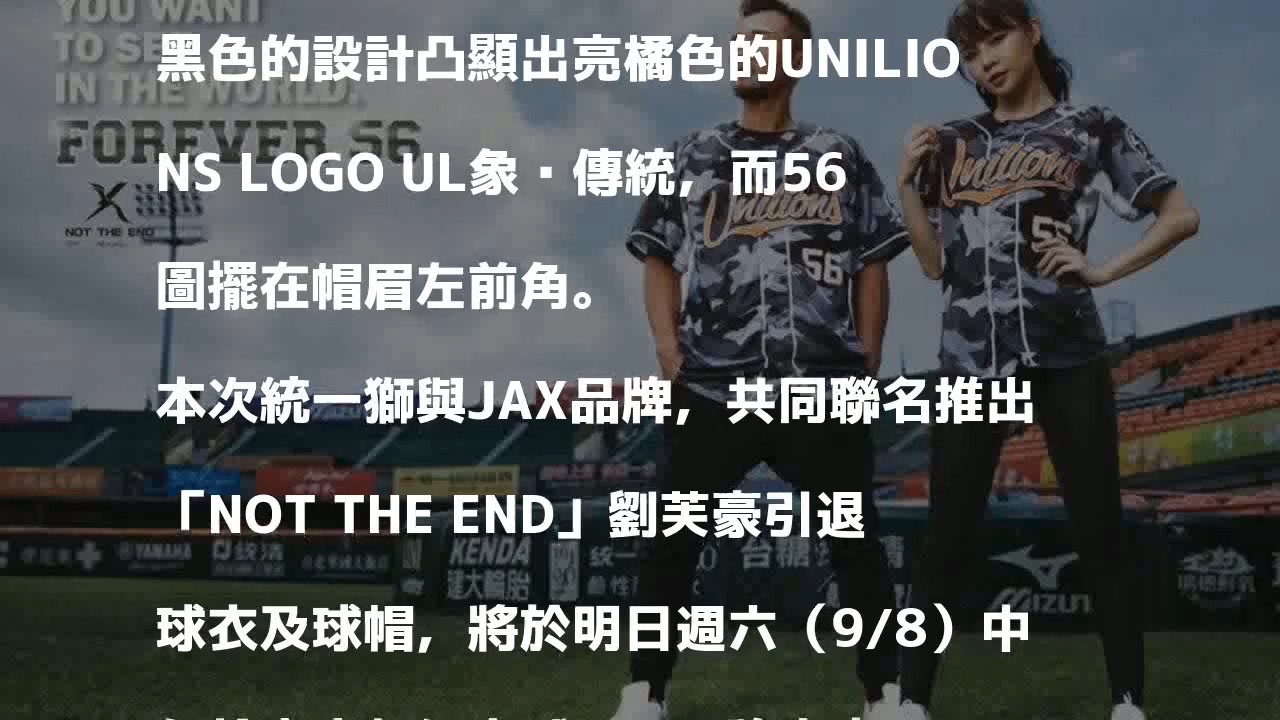 YOU WANT
IN THE WORLD.
FOREVER 56
NOT THE END
黑色的設計凸顯出亮橘色的UNILIO
NS LOGO UL象·傳統，而56
圖擺在帽眉左前角。
本次統一獅與JAX品牌，共同聯名推出
「NOT THE END」劉芙豪引退
球衣及球帽，將於明日週六（9/8）中
Unilions
56
Unilions
YAMAHA
統清
KENDA
建大輪胎
統一
台糖
MIZUNO